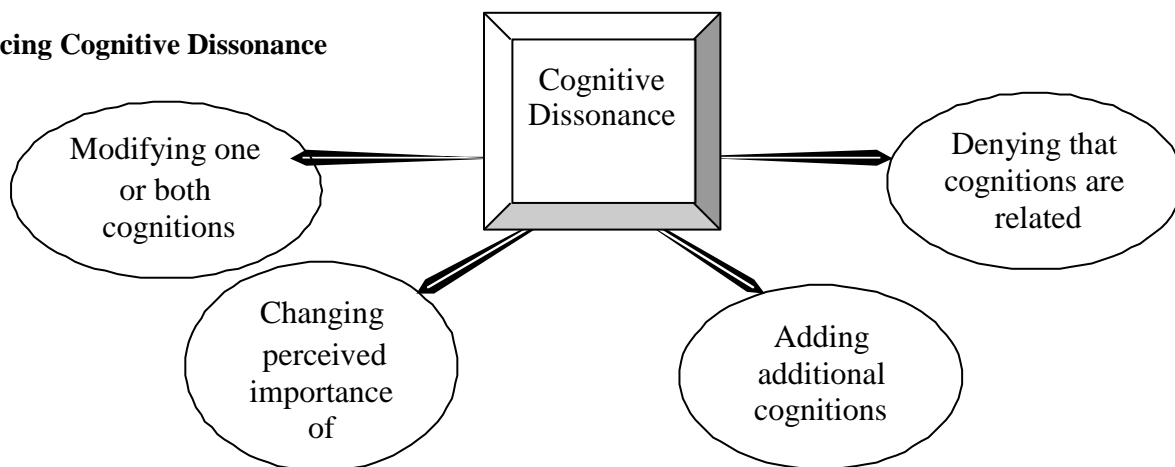 cing Cognitive Dissonance
Cognitive
Dissonance
Modifying one
or both
cognitions
Denying that
cognitions are
related
Changing
perceived
importance
of
Adding
additional
cognitions